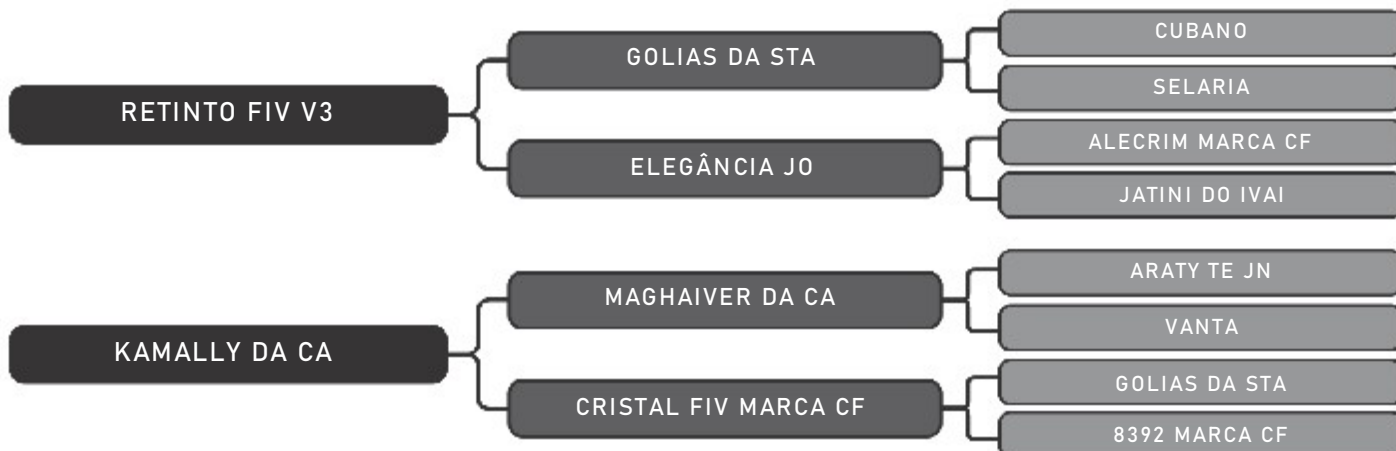 RETINTO FIV V3
GOLIAS DA STA
CUBANO
SELARIA
ELEGÂNCIA JO
ALECRIM MARCA CF
JATINI DO IVAI
KAMALLY DA CA
MAGHAIVER DA CA
ARATY TE JN
VANTA
CRISTAL FIV MARCA CF
GOLIAS DA STA
8392 MARCA CF